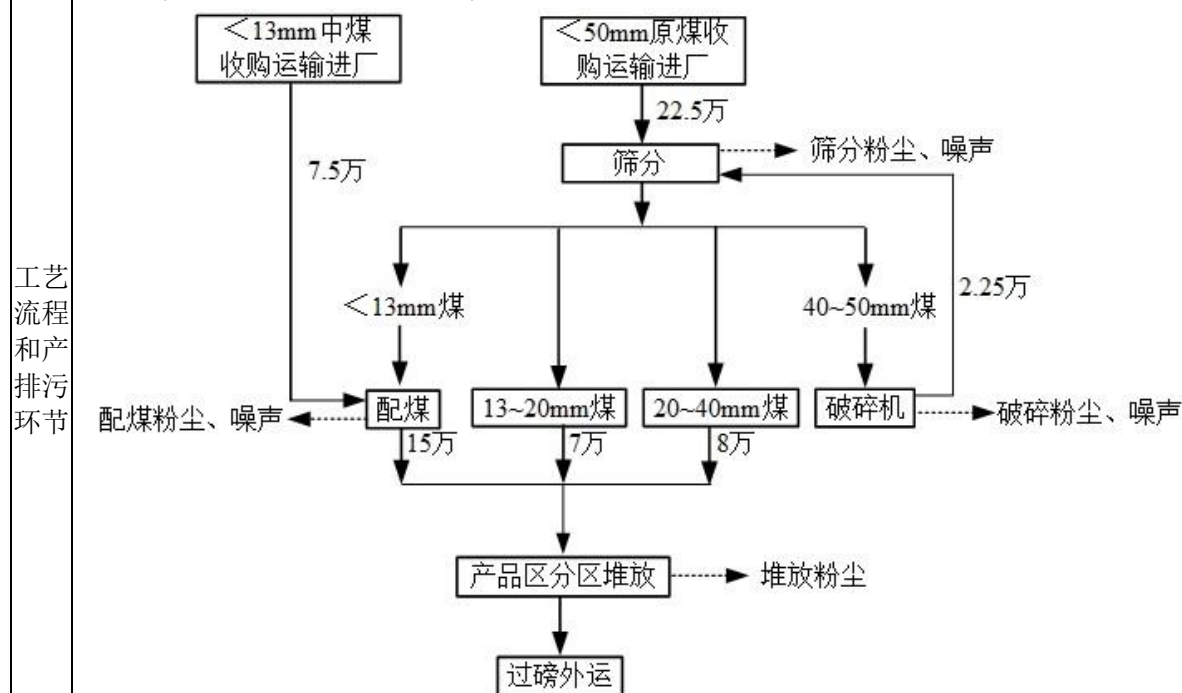 <13mm中煤
收购运输进厂
<50mm原煤收
购运输进厂
22.5万
7.5万
筛分
筛分粉尘、噪声
工艺
流程
和产
排污
环节
<13mm煤
40~50mm煤
2.25万
配煤粉尘、噪声
配煤
13~20mm煤
20~40mm煤
破碎机
破碎粉尘、噪声
15万
7万
8万
产品区分区堆放
堆放粉尘
过磅外运